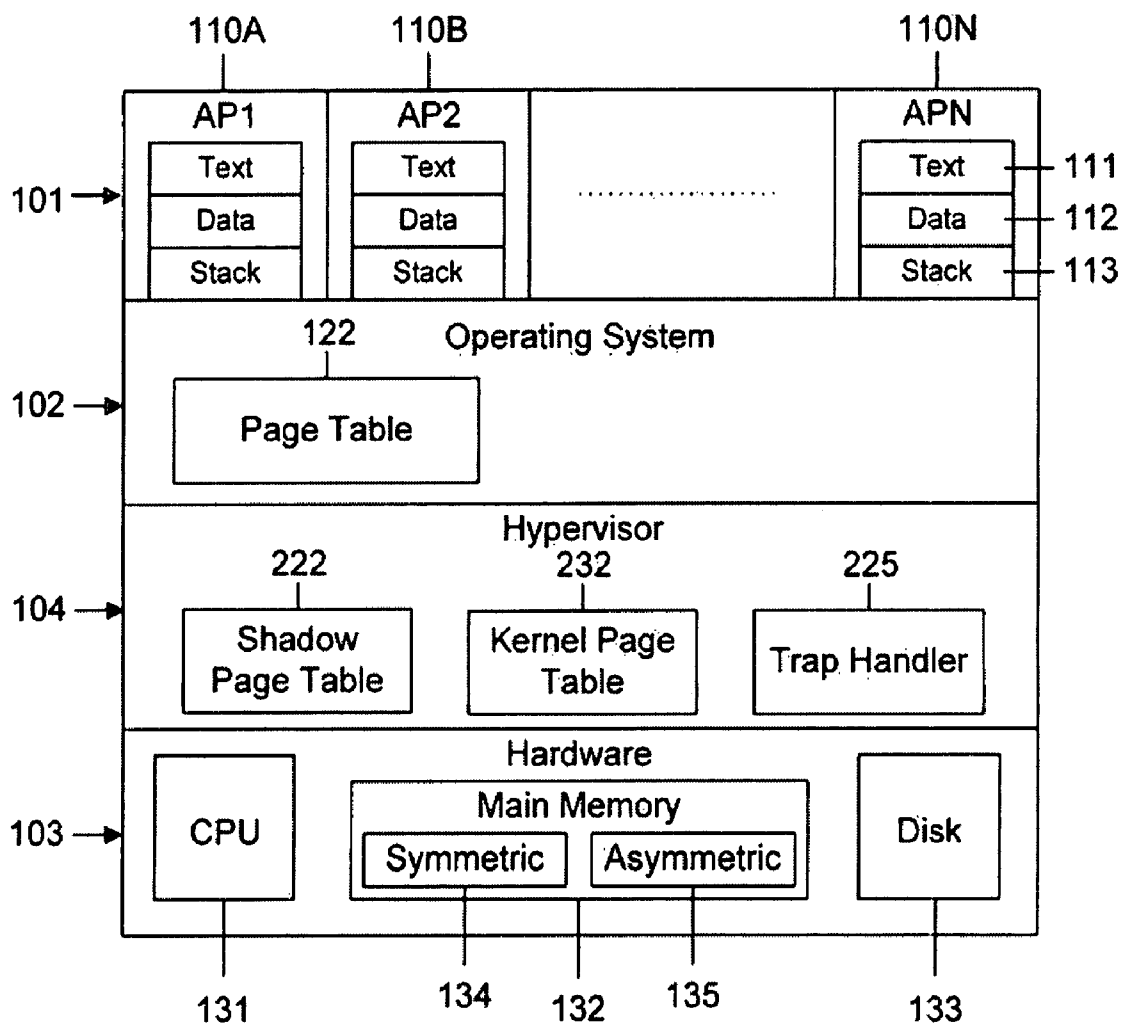 110A 110B 110N
AP1 AP2 APN
Text Text Text 111
101
Data Data Data 112
Stack Stack Stack 113
122 Operating System
102
Page Table
Hypervisor
222 232 225
104
Shadow Page Table
Kernel Page Table
Trap Handler
Hardware
Main Memory
103
CPU
Symmetric Asymmetric
Disk
131 134 132 135 133